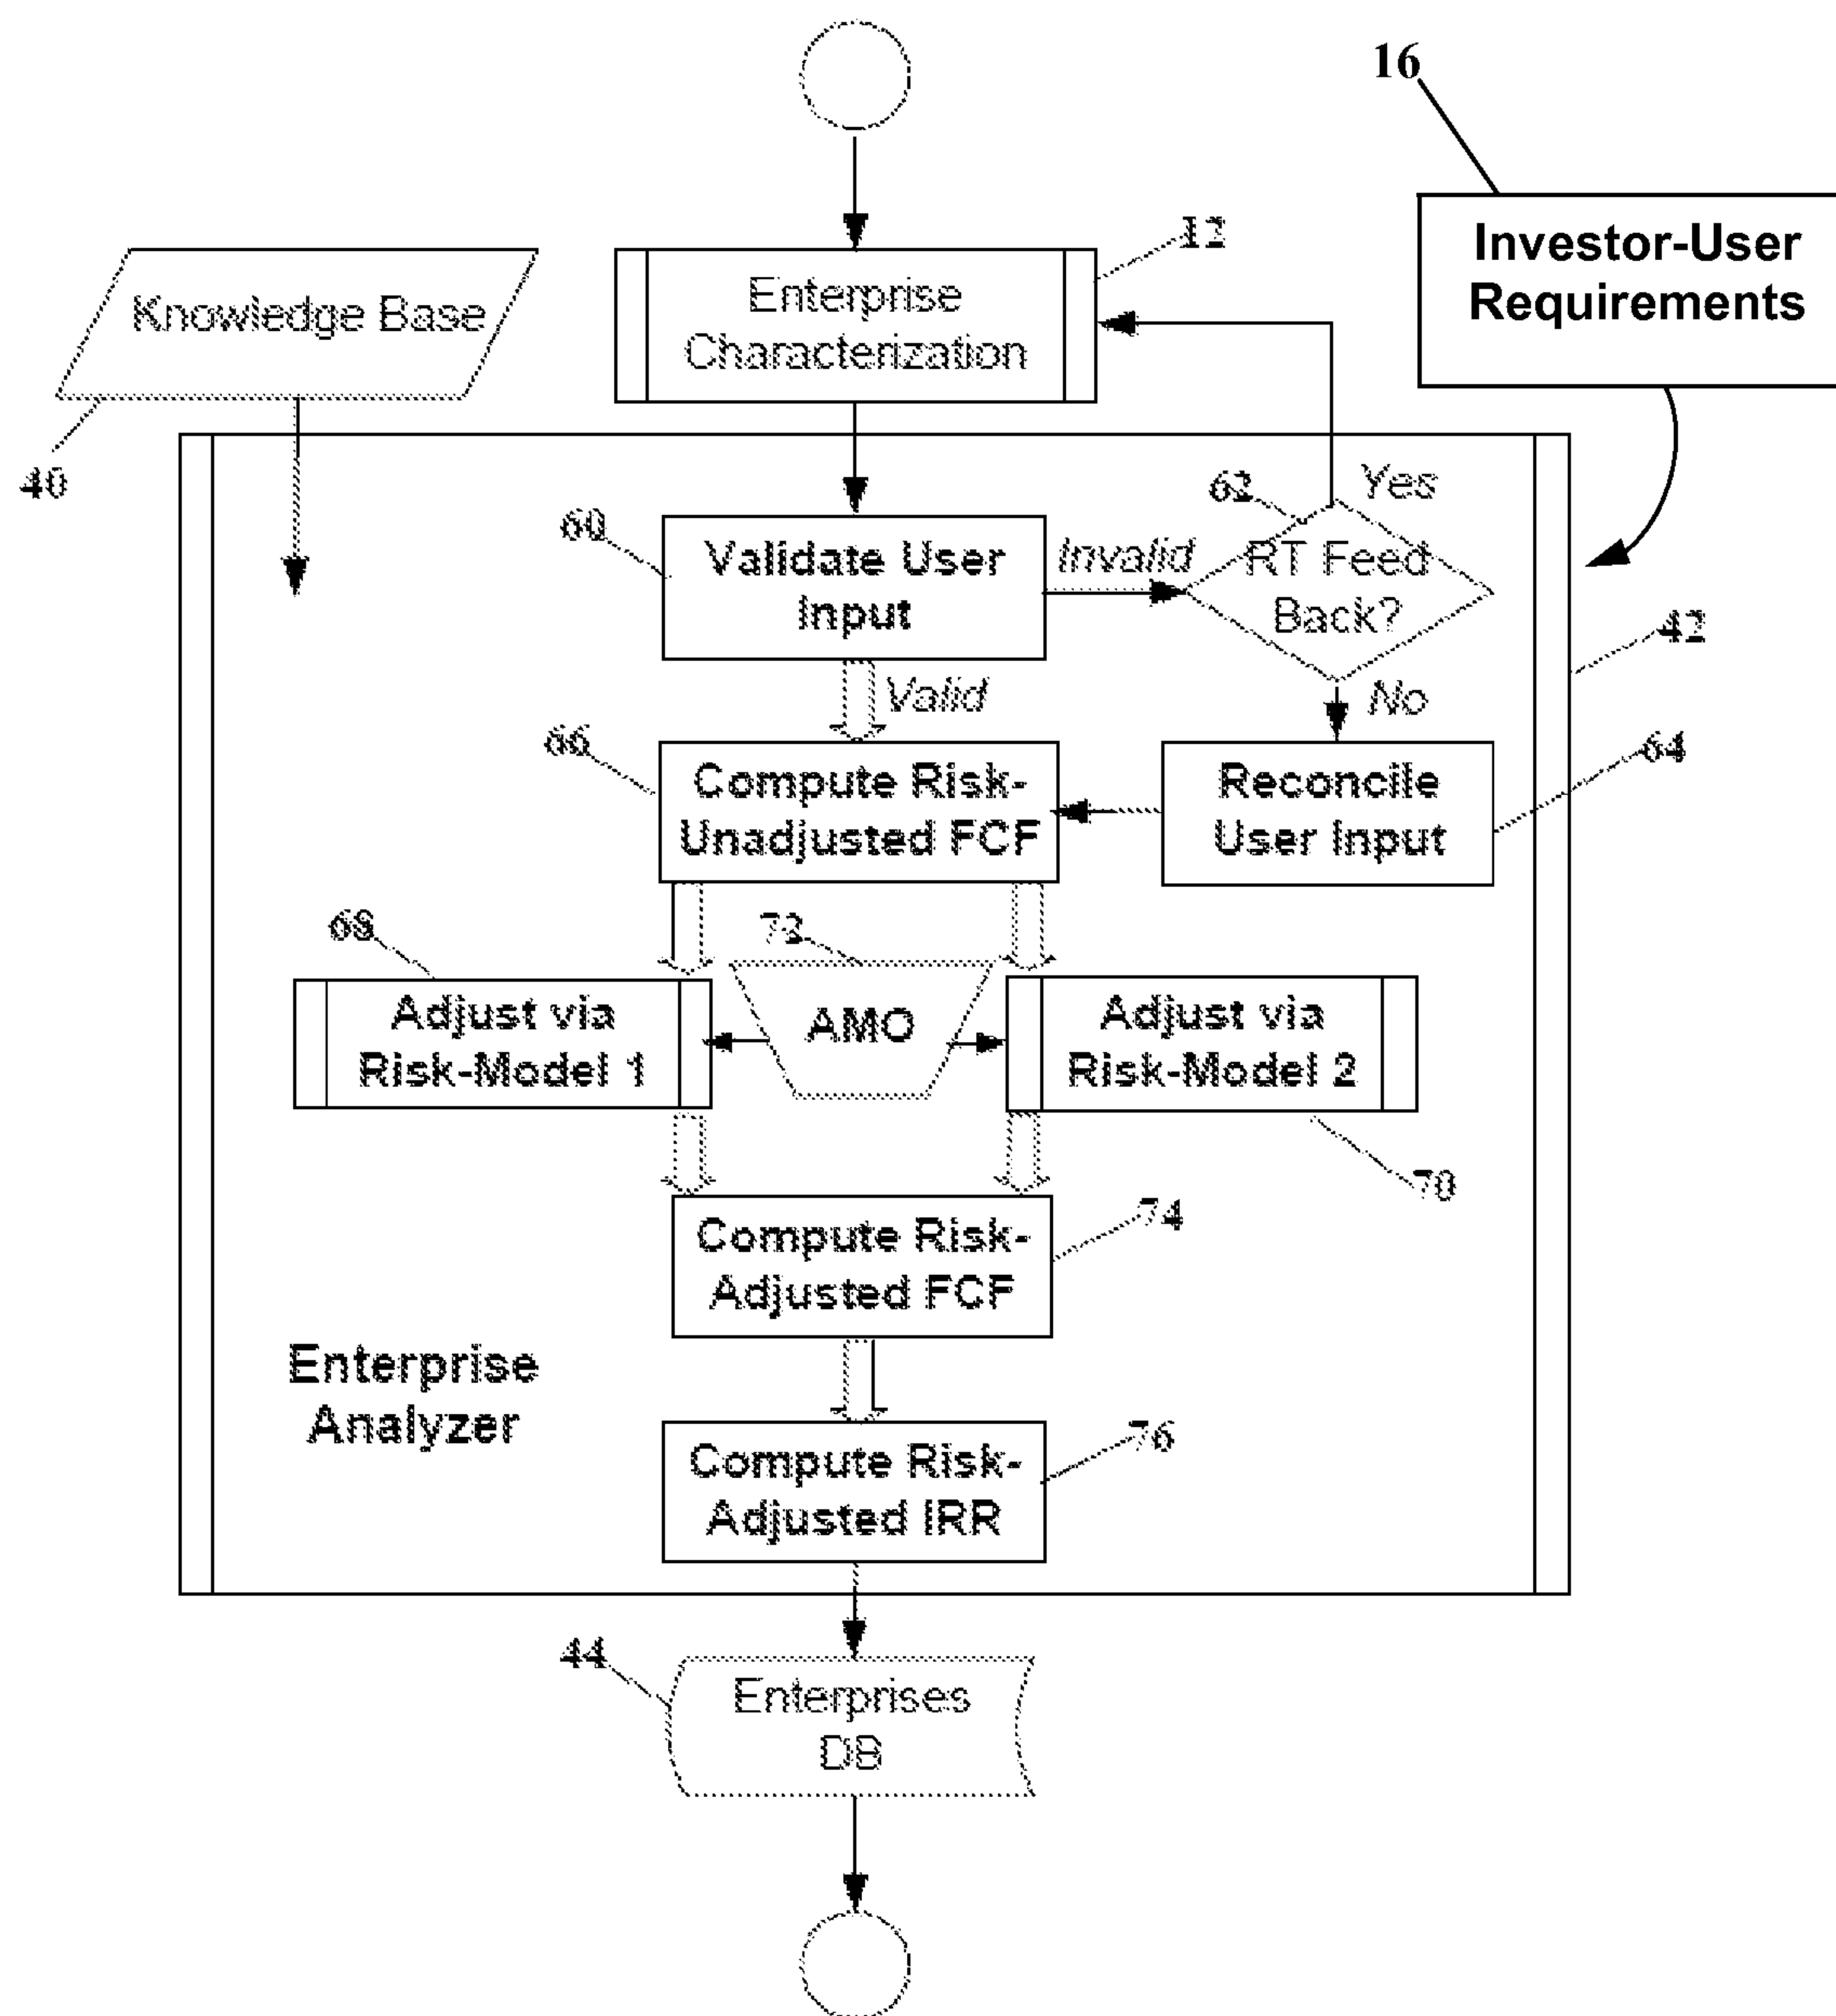 16
Investor-User
Requirements
12
Enterprise
Characterization
Knowledge Base
40
62
Yes
60
Validate User
Input
Invalid
RT Feed
Back?
42
Valid
No
66
Compute Risk-
Unadjusted FCF
Reconcile
User Input
64
68
72
Adjust via
Risk-Model 1
AMO
Adjust via
Risk-Model 2
70
74
Compute Risk-
Adjusted FCF
Enterprise
Analyzer
76
Compute Risk-
Adjusted IRR
44
Enterprises
DB